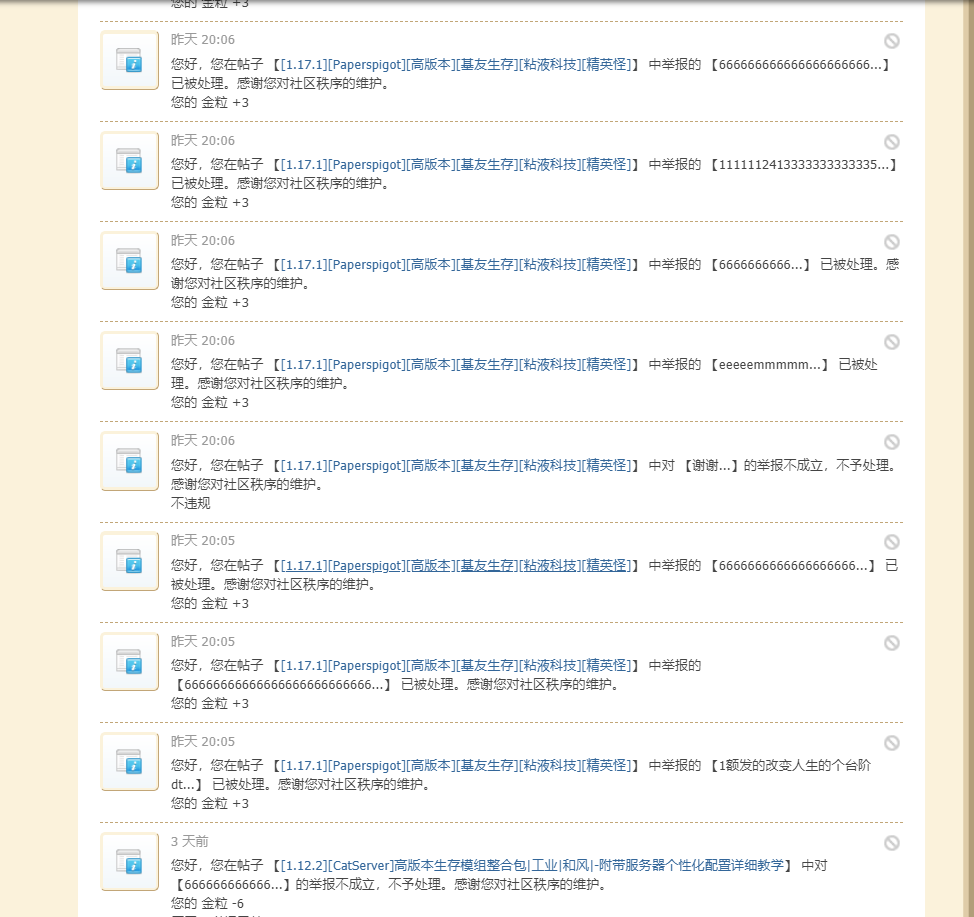 您的 金粒 +3
昨天 20:06
您好，您在帖子 【[1.17.1][Paperspigot][高版本][基友生存][粘液科技][精英怪]】 中举报的 【666666666666666666666...】
已被处理。感谢您对社区秩序的维护。
您的 金粒 +3
昨天 20:06
您好，您在帖子 【[1.17.1][Paperspigot][高版本][基友生存][粘液科技][精英怪]】 中举报的 【1111112413333333333335...】
已被处理。感谢您对社区秩序的维护。
您的 金粒 +3
昨天 20:06
您好，您在帖子 【[1.17.1][Paperspigot][高版本][基友生存][粘液科技][精英怪]】 中举报的 【6666666666...】 已被处理。感
谢您对社区秩序的维护。
您的 金粒 +3
昨天 20:06
您好，您在帖子 【[1.17.1][Paperspigot][高版本][基友生存][粘液科技][精英怪]】 中举报的 【eeeeemmmmm...】 已被处
理。感谢您对社区秩序的维护。
您的 金粒 +3
昨天 20:06
您好，您在帖子 【[1.17.1][Paperspigot][高版本][基友生存][粘液科技][精英怪]】 中对 【谢谢...】的举报不成立，不予处理。
感谢您对社区秩序的维护。
不违规
昨天 20:05
您好，您在帖子 【[1.17.1][Paperspigot][高版本][基友生存][粘液科技][精英怪]】 中举报的 【6666666666666666666...】 已
被处理。感谢您对社区秩序的维护。
您的 金粒 +3
昨天 20:05
您好，您在帖子 【[1.17.1][Paperspigot][高版本][基友生存][粘液科技][精英怪]】 中举报的
【66666666666666666666666666...】 已被处理。感谢您对社区秩序的维护。
您的 金粒 +3
昨天 20:05
您好，您在帖子 【[1.17.1][Paperspigot][高版本][基友生存][粘液科技][精英怪]】 中举报的 【1额发的改变人生的个台阶
dt...】 已被处理。感谢您对社区秩序的维护。
您的 金粒 +3
3 天前
您好，您在帖子 【[1.12.2][CatServer]高版本生存模组整合包|工业|和风|-附带服务器个性化配置详细教学】 中对
【666666666666...】的举报不成立，不予处理。感谢您对社区秩序的维护。
您的 金粒 -6